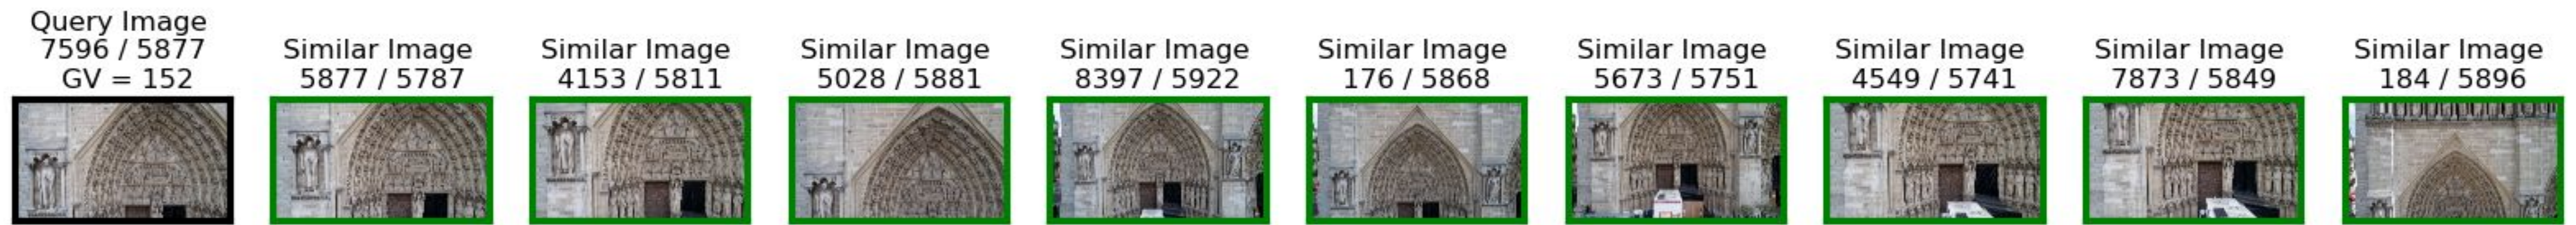 Query Image
7596 / 5877
GV = 152
Similar Image
5877 / 5787
Similar Image
4153 / 5811
Similar Image
5028 / 5881
Similar Image
8397 / 5922
Similar Image
176 / 5868
Similar Image
5673 / 5751
Similar Image
4549 / 5741
Similar Image
7873 / 5849
Similar Image
184 / 5896